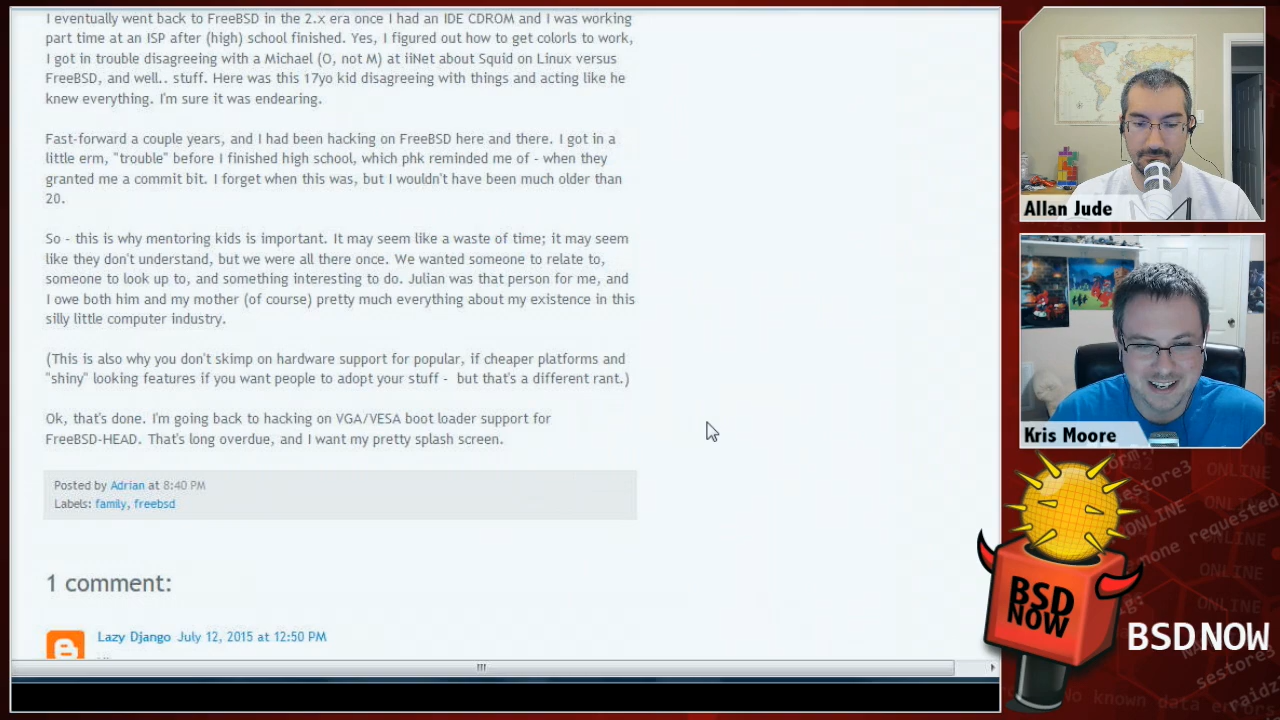 I eventually went back to FreeBSD in the 2.x era once I had an IDE CDROM and I was working
part time at an ISP after (high) school finished. Yes, I figured out how to get colorls to work,
I got in trouble disagreeing with a Michael (O, not M) at iiNet about Squid on Linux versus
FreeBSD, and well.. stuff. Here was this 17yo kid disagreeing with things and acting like he
knew everything. I'm sure it was endearing.
Fast-forward a couple years, and I had been hacking on FreeBSD here and there. I got in a
little erm, "trouble" before I finished high school, which phk reminded me of - when they
granted me a commit bit. I forget when this was, but I wouldn't have been much older than
20.
So - this is why mentoring kids is important. It may seem like a waste of time; it may seem
like they don't understand, but we were all there once. We wanted someone to relate to,
someone to look up to, and something interesting to do. Julian was that person for me, and
I owe both him and my mother (of course) pretty much everything about my existence in this
silly little computer industry.
(This is also why you don't skimp on hardware support for popular, if cheaper platforms and
"shiny" looking features if you want people to adopt your stuff - but that's a different rant.)
Ok, that's done. I'm going back to hacking on VGA/VESA boot loader support for
FreeBSD-HEAD. That's long overdue, and I want my pretty splash screen.
Posted by Adrian at 8:40 PM
Labels: family, freebsd
1 comment:
Lazy Django July 12, 2015 at 12:50 PM
Allan Jude
Kris Moore
BSD
NOW
BSDNOW
ONLINE
estore3
ONLINE
ONLINE
none requested
ONLINE
ONLINE
sestore3
No known data errors
raidz